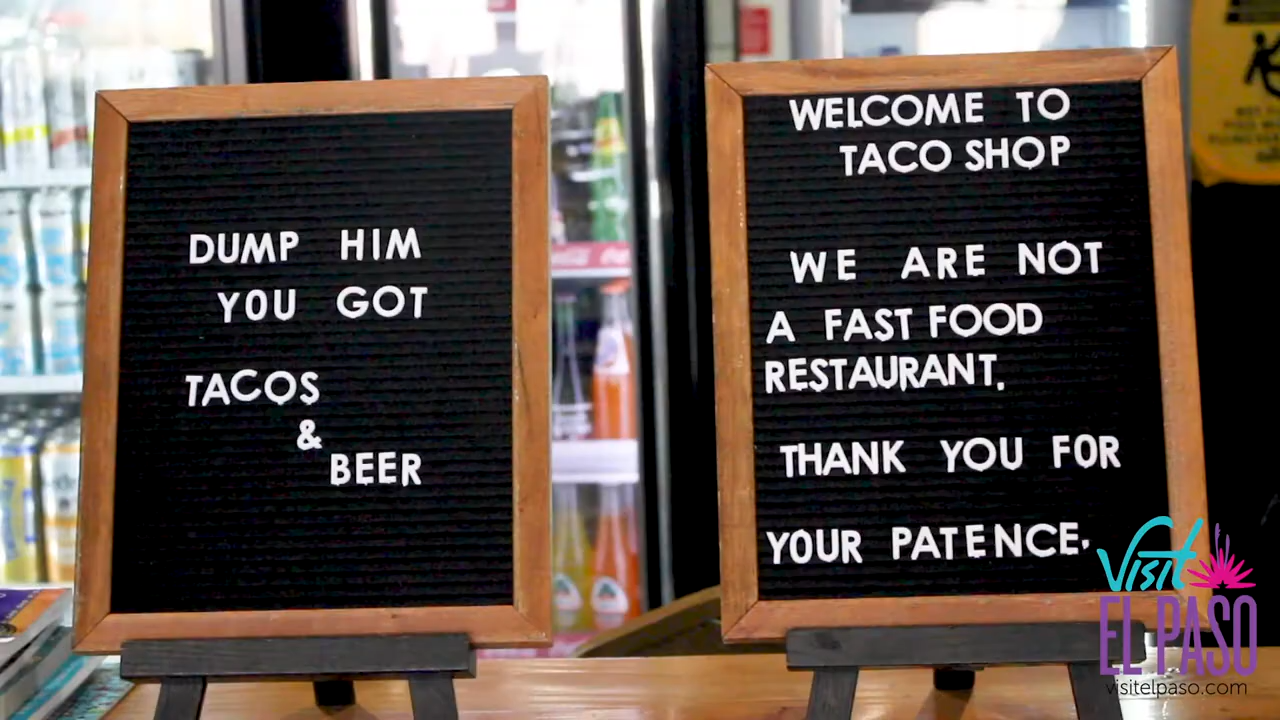 DUMP HIM
YOU GOT
TACOS
&
BEER
WELCOME TO
TACO SHOP
WE ARE NOT
A FAST FOOD
RESTAURANT.
THANK YOU FOR
YOUR PATENCE.
Visit
EL PASO
visitelpaso.com